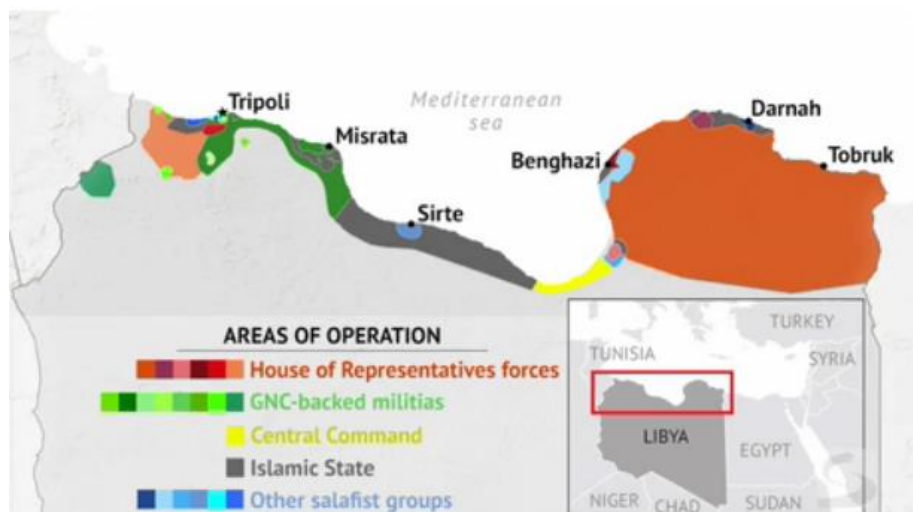 Tripoli
Mediterranean
sea
Misrata
Darnah
Benghazi
Tobruk
Sirte
AREAS OF OPERATION
House of Representatives forces
GNC-backed militias
Central Command
Islamic State
Other salafist groups
TURKEY
TUNISIA
SYRIA
LIBYA
EGYPT
NIGER
CHAD
SUDAN